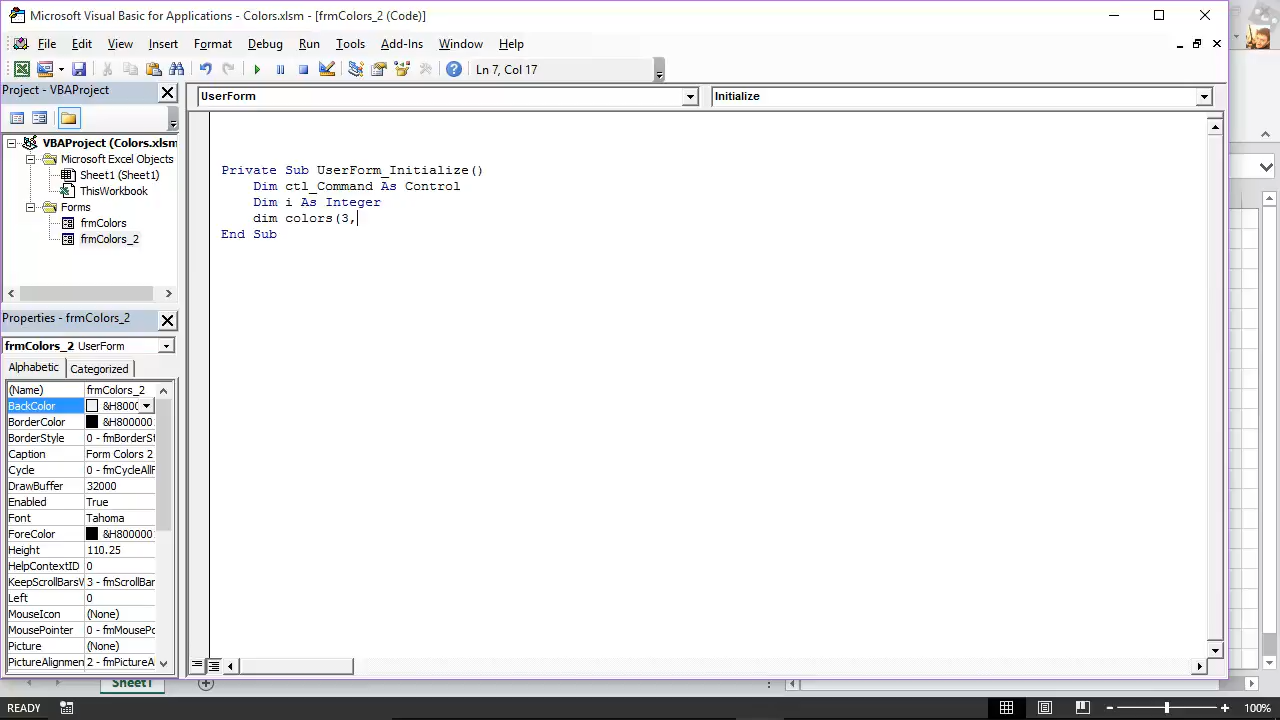 Microsoft Visual Basic for Applications - Colors.xlsm - [frmColors_2 (Code)]
File Edit View Insert Format Debug Run Tools Add-Ins Window Help
Ln 7, Col 17
Project - VBAProject
UserForm
Initialize
VBAProject (Colors.xlsm
Microsoft Excel Objects
Sheet1 (Sheet1)
ThisWorkbook
Forms
frmColors
frmColors_2
Private Sub UserForm_Initialize()
Dim ctl_Command As Control
Dim i As Integer
dim colors(3,
End Sub
Properties - frmColors_2
frmColors_2 UserForm
Alphabetic Categorized
(Name) frmColors_2
BackColor &H800(
BorderColor &H800000
BorderStyle 0 - fmBorderSt
Caption Form Colors 2
Cycle 0 - fmCycleAllF
DrawBuffer 32000
Enabled True
Font Tahoma
ForeColor &H800000
Height 110.25
HelpContextID 0
KeepScrollBarsV 3 - fmScrollBar
Left 0
MouseIcon (None)
MousePointer 0 - fmMousePo
Picture (None)
PictureAlignmen 2 - fmPictureA
Sheet1
READY
100%